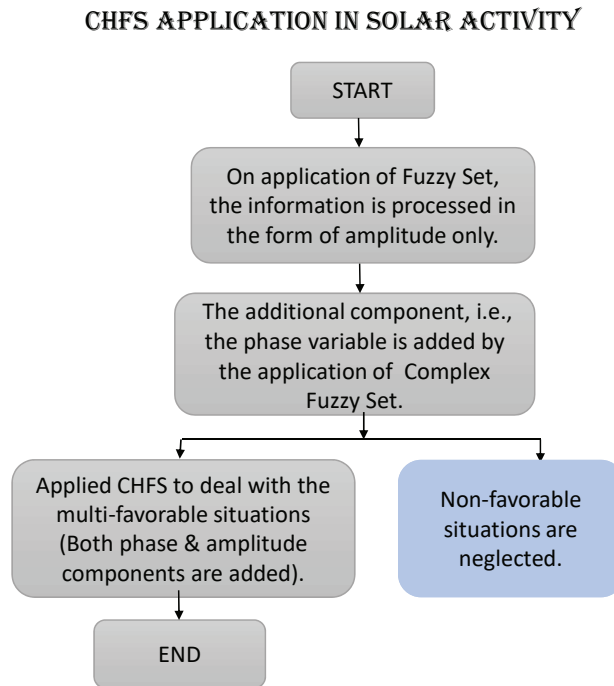 CHFS APPLICATION IN SOLAR ACTIVITY
START
On application of Fuzzy Set,
the information is processed in
the form of amplitude only.
The additional component, i.e.,
the phase variable is added by
the application of Complex
Fuzzy Set.
Applied CHFS to deal with the
multi-favorable situations
(Both phase & amplitude
components are added).
Non-favorable
situations are
neglected.
END